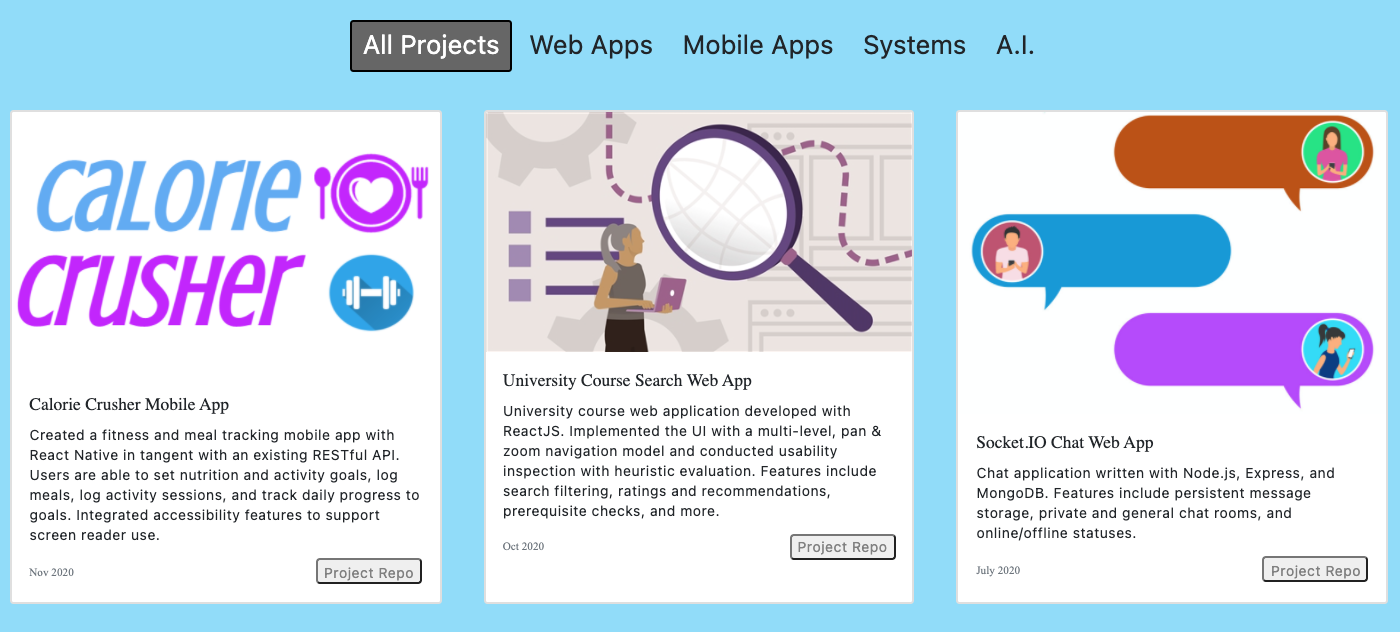 All Projects Web Apps Mobile Apps Systems A.I.
CALORIE
CRUSHER
Calorie Crusher Mobile App
Created a fitness and meal tracking mobile app with
React Native in tangent with an existing RESTful API.
Users are able to set nutrition and activity goals, log
meals, log activity sessions, and track daily progress to
goals. Integrated accessibility features to support
screen reader use.
Nov 2020 Project Repo
University Course Search Web App
University course web application developed with
ReactJS. Implemented the UI with a multi-level, pan &
zoom navigation model and conducted usability
inspection with heuristic evaluation. Features include
search filtering, ratings and recommendations,
prerequisite checks, and more.
Oct 2020 Project Repo
Socket.IO Chat Web App
Chat application written with Node.js, Express, and
MongoDB. Features include persistent message
storage, private and general chat rooms, and
online/offline statuses.
July 2020 Project Repo